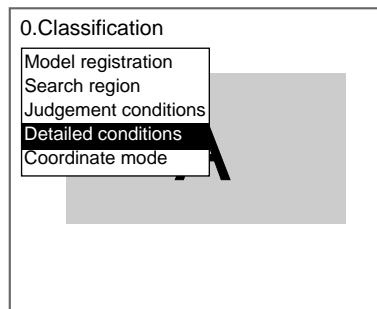 0.Classification
Model registration
Search region
Judgement conditions
Detailed conditions
Coordinate mode
A